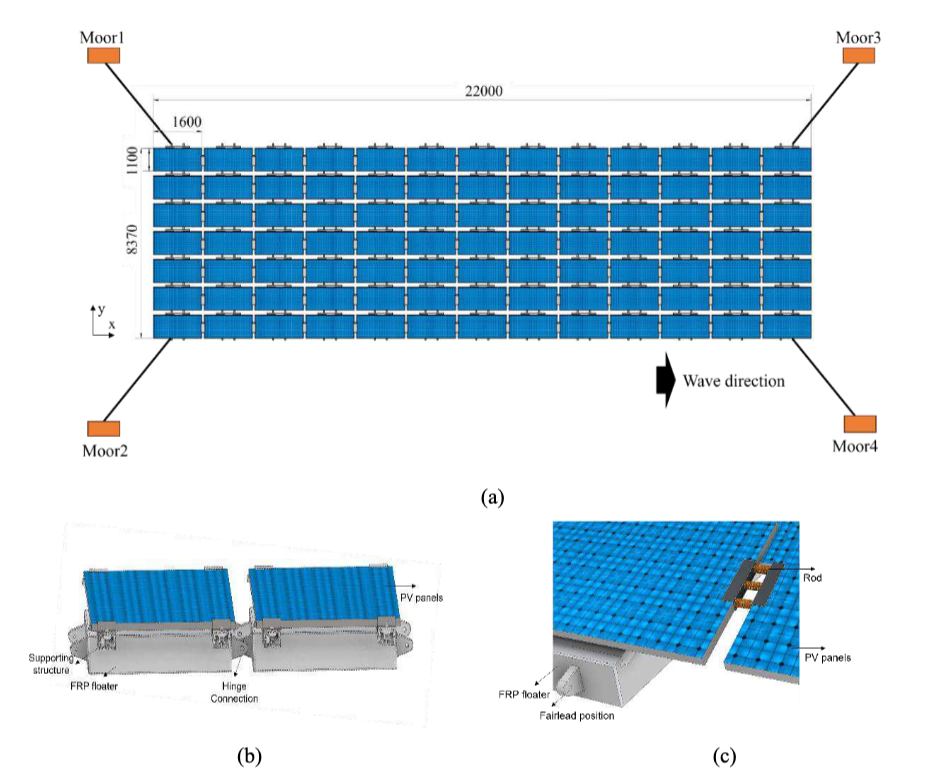 Moor1
Moor3
22000
1600
1100
8370
y
x
Wave direction
Moor2
Moor4
(a)
PV panels
Supporting
structure
FRP floater
Hinge
Connection
(b)
Rod
PV panels
FRP floater
Fairlead position
(c)